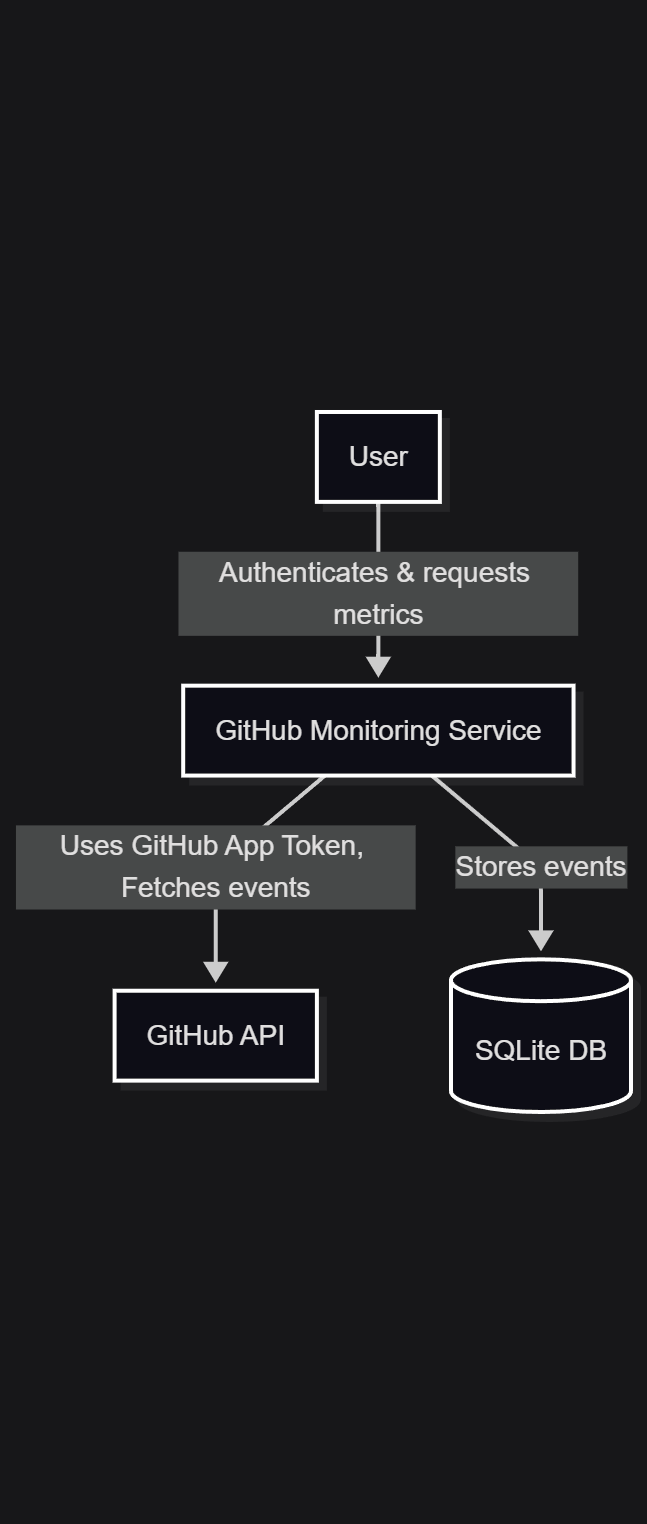 User
Authenticates & requests
metrics
GitHub Monitoring Service
Uses GitHub App Token,
Fetches events
Stores events
GitHub API
SQLite DB